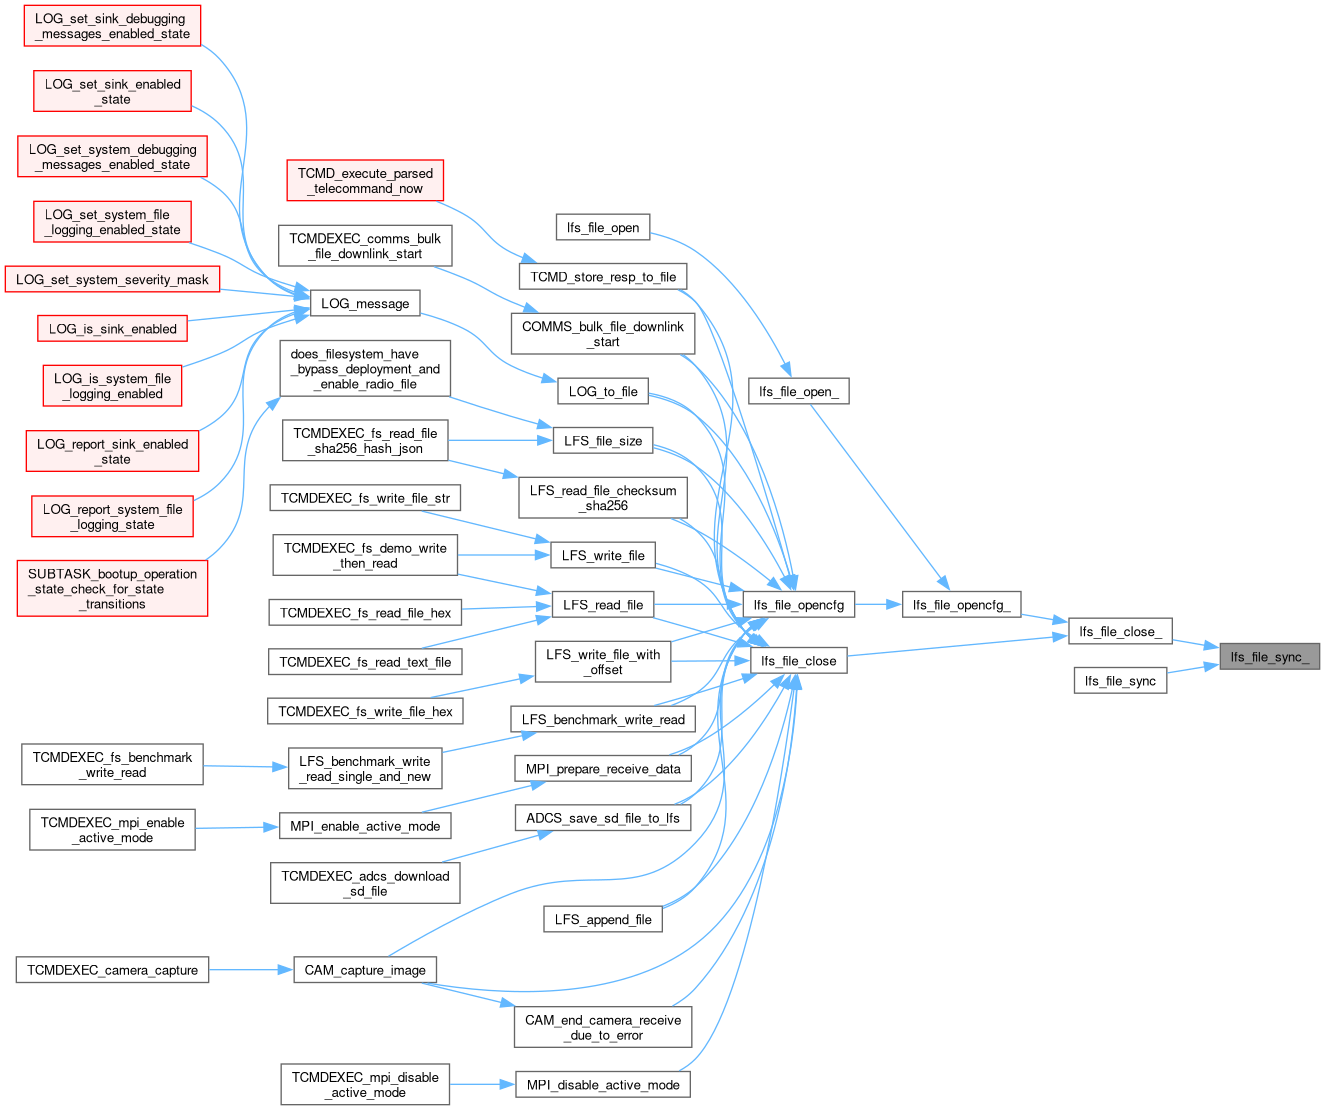 LOG_set_sink_debugging
_messages_enabled_state
LOG_set_sink_enabled
_state
LOG_set_system_debugging
_messages_enabled_state
LOG_set_system_file
_logging_enabled_state
LOG_set_system_severity_mask
LOG_is_sink_enabled
LOG_is_system_file
_logging_enabled
LOG_report_sink_enabled
_state
LOG_report_system_file
_logging_state
SUBTASK_bootup_operation
_state_check_for_state
_transitions
TCMDEXEC_fs_benchmark
_write_read
TCMDEXEC_mpi_enable
_active_mode
TCMDEXEC_camera_capture
TCMD_execute_parsed
_telecommand_now
TCMDEXEC_comms_bulk
_file_downlink_start
LOG_message
does_filesystem_have
_bypass_deployment_and
_enable_radio_file
TCMDEXEC_fs_read_file
_sha256_hash_json
TCMDEXEC_fs_write_file_str
TCMDEXEC_fs_demo_write
_then_read
TCMDEXEC_fs_read_file_hex
TCMDEXEC_fs_read_text_file
TCMDEXEC_fs_write_file_hex
LFS_benchmark_write
_read_single_and_new
MPI_enable_active_mode
TCMDEXEC_adcs_download
_sd_file
CAM_capture_image
TCMDEXEC_mpi_disable
_active_mode
lfs_file_open
TCMD_store_resp_to_file
COMMS_bulk_file_downlink
_start
LOG_to_file
LFS_file_size
LFS_read_file_checksum
_sha256
LFS_write_file
LFS_read_file
LFS_write_file_with
_offset
LFS_benchmark_write_read
MPI_prepare_receive_data
ADCS_save_sd_file_to_lfs
LFS_append_file
CAM_end_camera_receive
_due_to_error
MPI_disable_active_mode
lfs_file_open_
lfs_file_opencfg
lfs_file_close
lfs_file_opencfg_
lfs_file_close_
lfs_file_sync
lfs_file_sync_